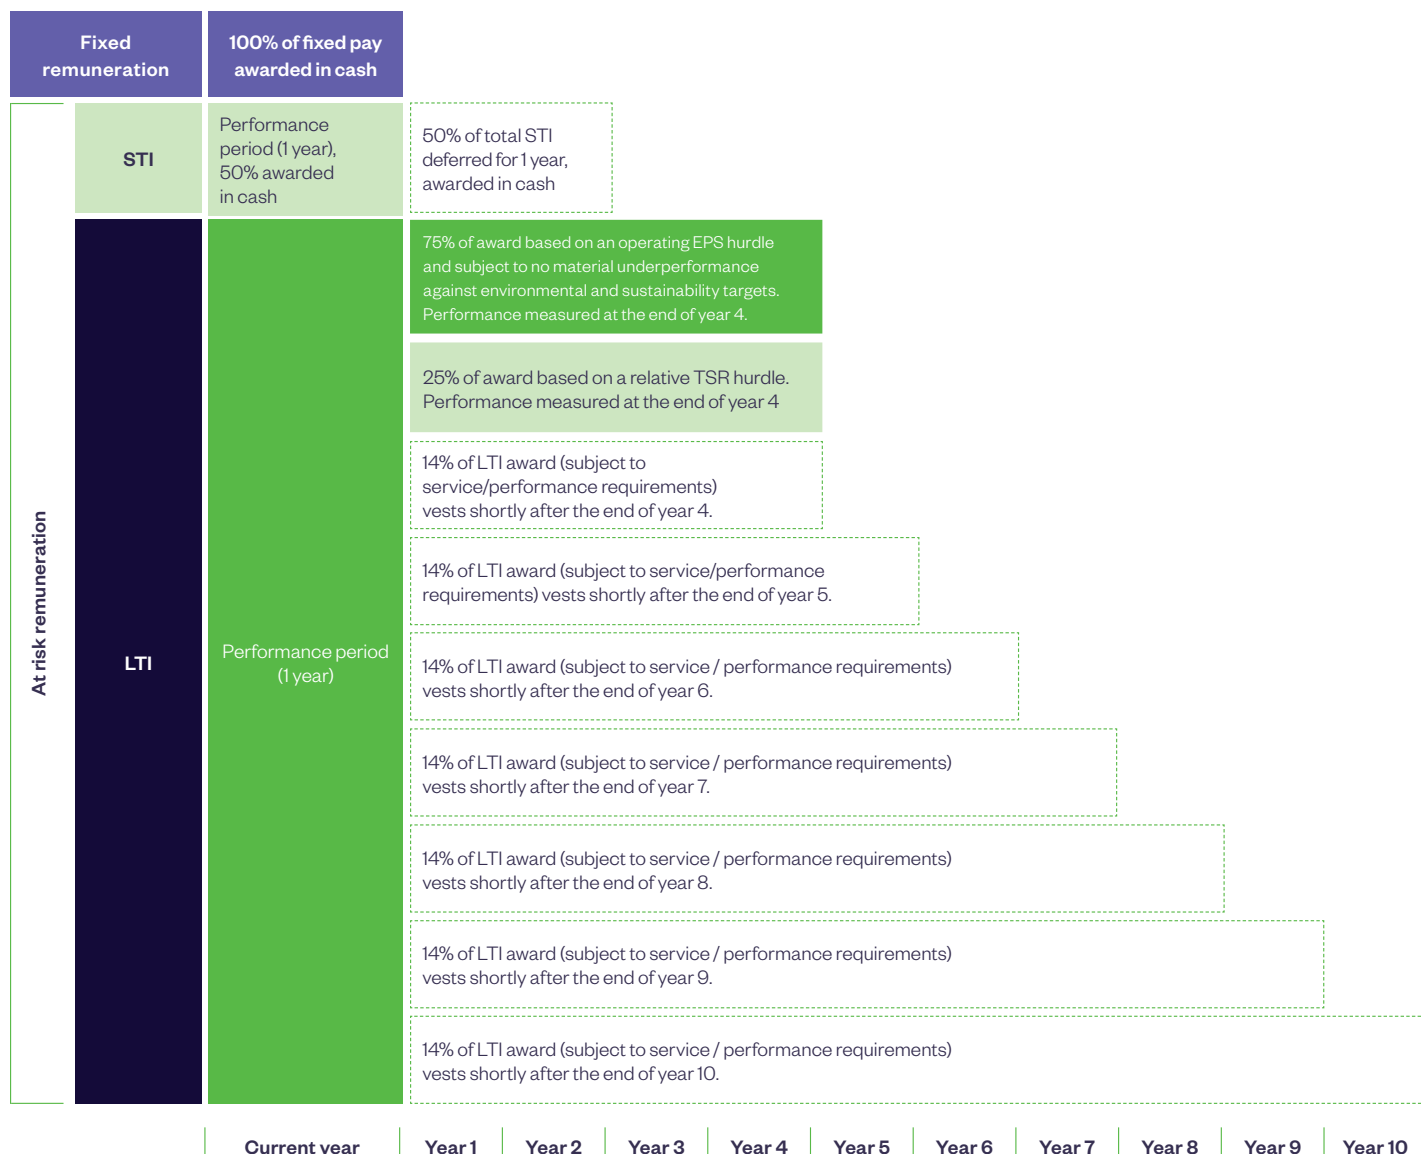 Fixed
remuneration
100% of fixed pay
awarded in cash
At risk remuneration
STI
Performance
period (1 year),
50% awarded
in cash
50% of total STI
deferred for 1 year,
awarded in cash
LTI
Performance period
(1 year)
75% of award based on an operating EPS hurdle
and subject to no material underperformance
against environmental and sustainability targets.
Performance measured at the end of year 4.
25% of award based on a relative TSR hurdle.
Performance measured at the end of year 4
14% of LTI award (subject to
service/performance requirements)
vests shortly after the end of year 4.
14% of LTI award (subject to service/performance
requirements) vests shortly after the end of year 5.
14% of LTI award (subject to service / performance requirements)
vests shortly after the end of year 6.
14% of LTI award (subject to service / performance requirements)
vests shortly after the end of year 7.
14% of LTI award (subject to service / performance requirements)
vests shortly after the end of year 8.
14% of LTI award (subject to service / performance requirements)
vests shortly after the end of year 9.
14% of LTI award (subject to service / performance requirements)
vests shortly after the end of year 10.
Current year
Year 1
Year 2
Year 3
Year 4
Year 5
Year 6
Year 7
Year 8
Year 9
Year 10